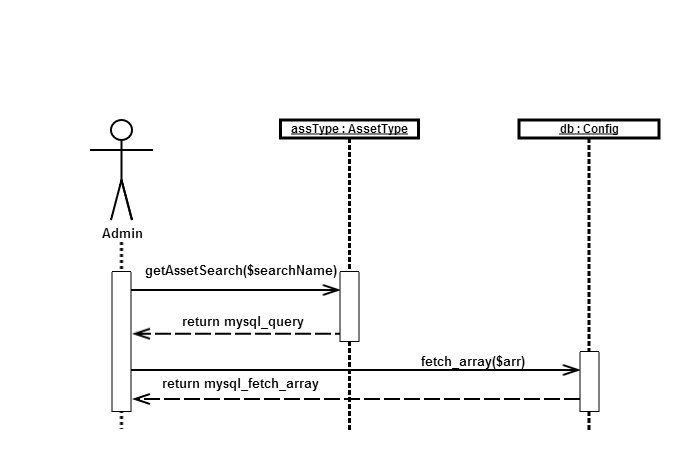 assType : AssetType
db : Config
Admin
getAssetSearch($searchName)
return mysql_query
fetch_array($arr)
return mysql_fetch_array